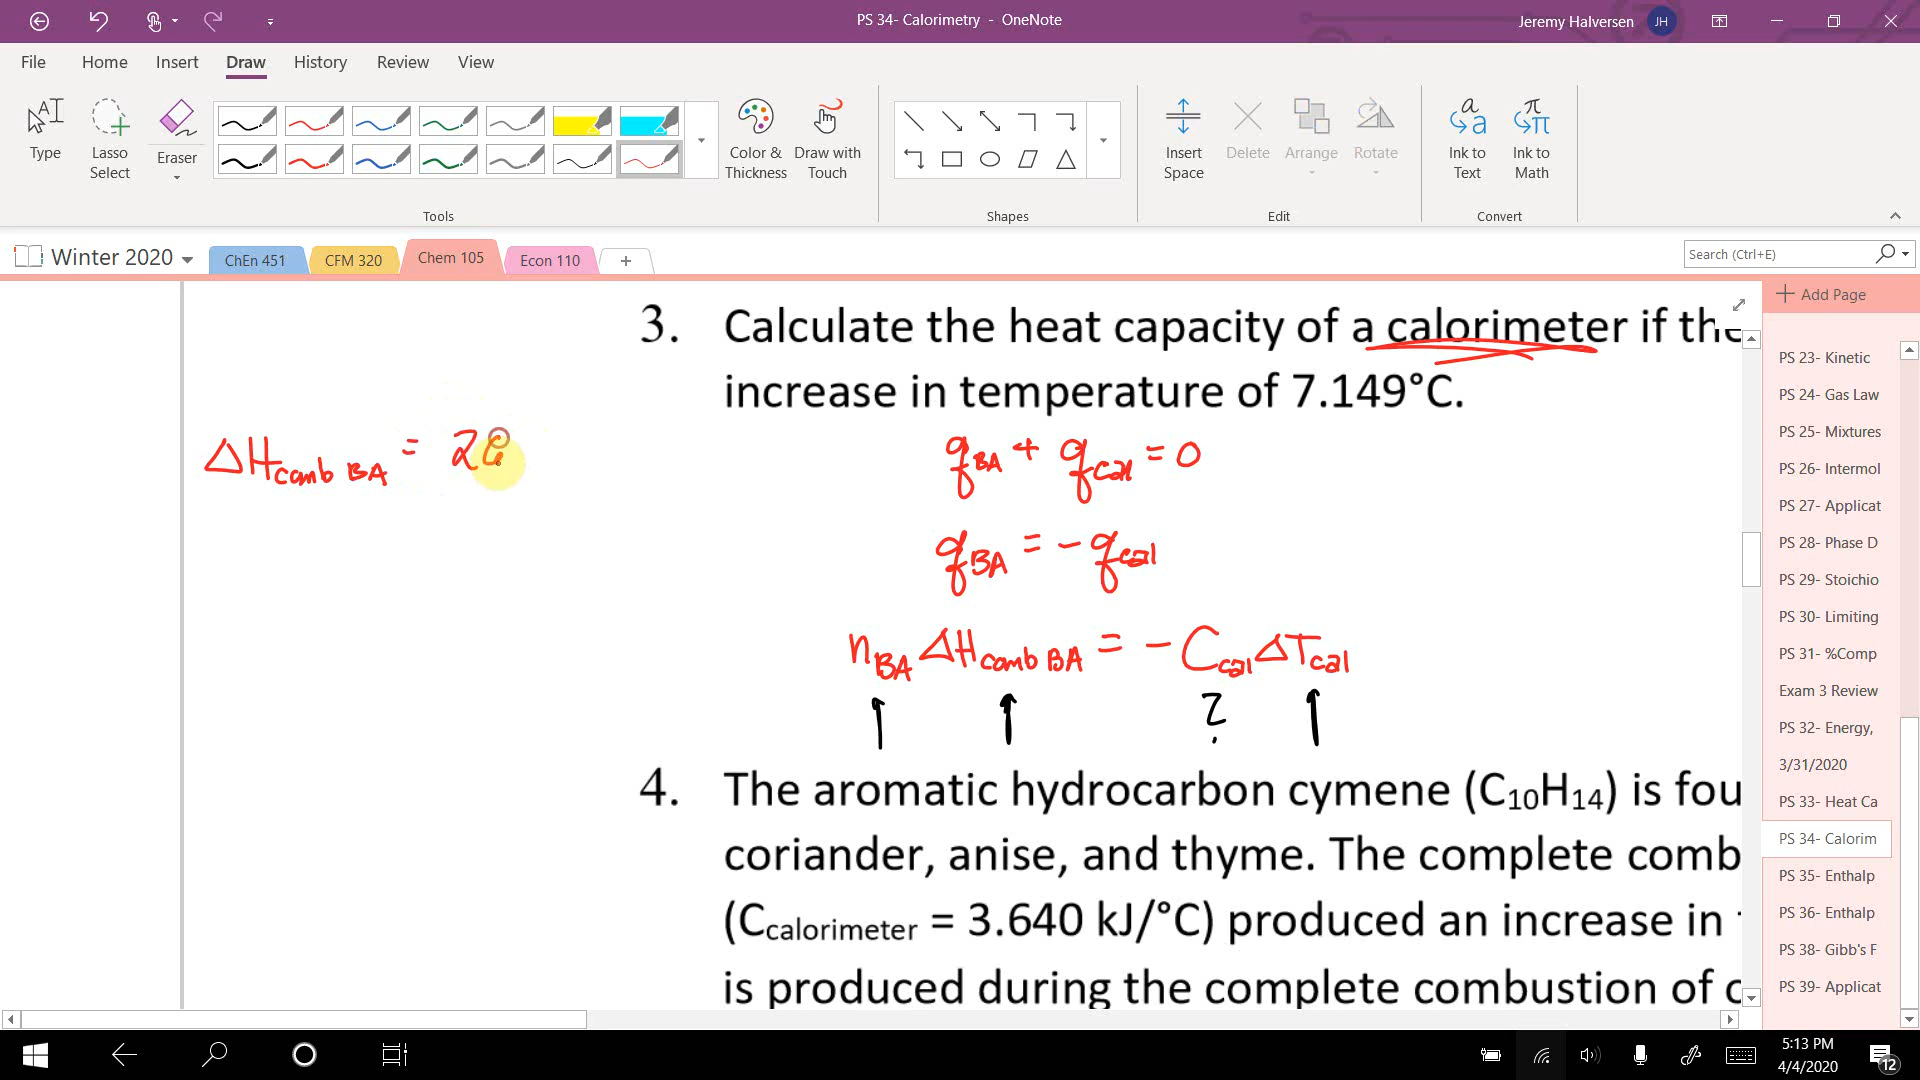 PS 34- Calorimetry - OneNote
Jeremy Halversen JH
File Home Insert Draw History Review View
Type
Lasso Select
Eraser
Color & Thickness
Draw with Touch
Insert Space
Delete
Arrange
Rotate
Ink to Text
Ink to Math
Tools Shapes Edit Convert
Winter 2020 ChEn 451 CFM 320 Chem 105 Econ 110 +
Search (Ctrl+E)
Add Page
3. Calculate the heat capacity of a calorimeter if the
increase in temperature of 7.149°C.
ΔHcomb BA = 26
qBA + qcal = 0
qBA = - qcal
nBA ΔHcomb BA = - Ccal ΔTcal
?
4. The aromatic hydrocarbon cymene (C10H14) is fou
coriander, anise, and thyme. The complete comb
(Ccalorimeter = 3.640 kJ/°C) produced an increase in
is produced during the complete combustion of c
PS 23- Kinetic
PS 24- Gas Law
PS 25- Mixtures
PS 26- Intermol
PS 27- Applicat
PS 28- Phase D
PS 29- Stoichio
PS 30- Limiting
PS 31- %Comp
Exam 3 Review
PS 32- Energy,
3/31/2020
PS 33- Heat Ca
PS 34- Calorim
PS 35- Enthalp
PS 36- Enthalp
PS 38- Gibb's F
PS 39- Applicat
5:13 PM
4/4/2020
12